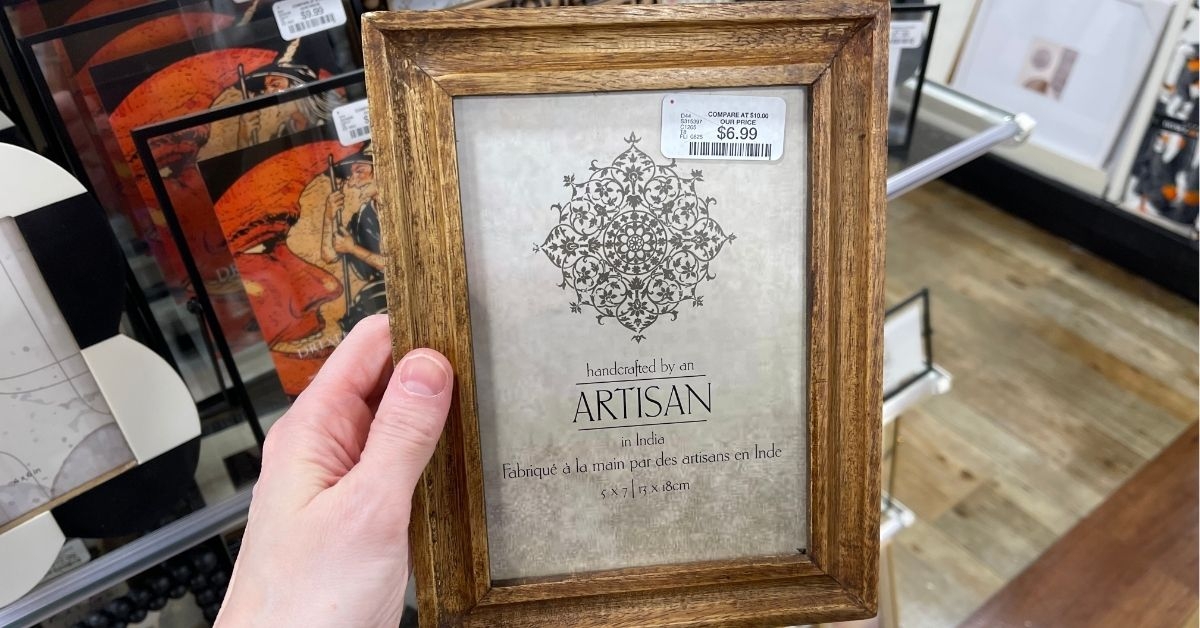 $9.99
D44
COMPARE AT $10.00
OUR PRICE
$6.99
handcrafted by an
ARTISAN
in India
Fabriqué à la main par des artisans en Inde
5 x 7 | 13 x 18cm